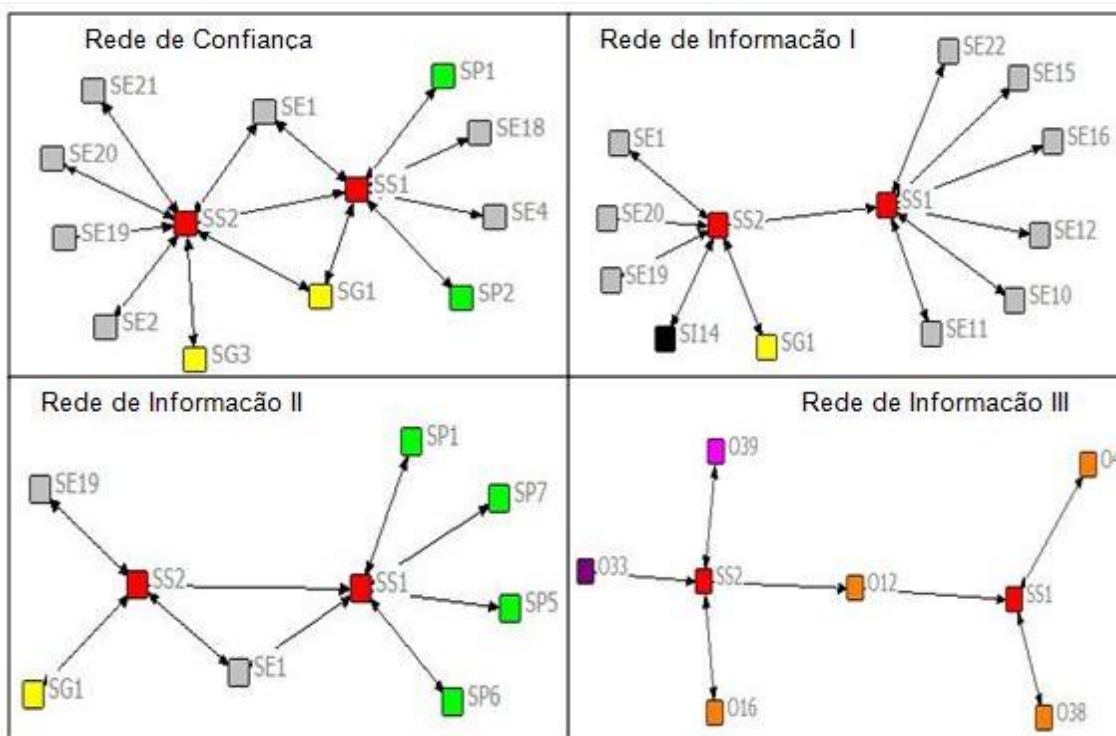 Rede de Confiança
SE21
SE1
SP1
SE18
SE20
SS1
SS2
SE4
SE19
SG1
SP2
SE2
SG3
Rede de Informacão I
SE22
SE15
SE1
SE16
SE20
SS2
SS1
SE12
SE19
SE10
SI14
SG1
SE11
Rede de Informacão II
SP1
SE19
SP7
SS2
SS1
SP5
SE1
SG1
SP6
Rede de Informacão III
O39
O4
O33
SS2
O12
SS1
O16
O38